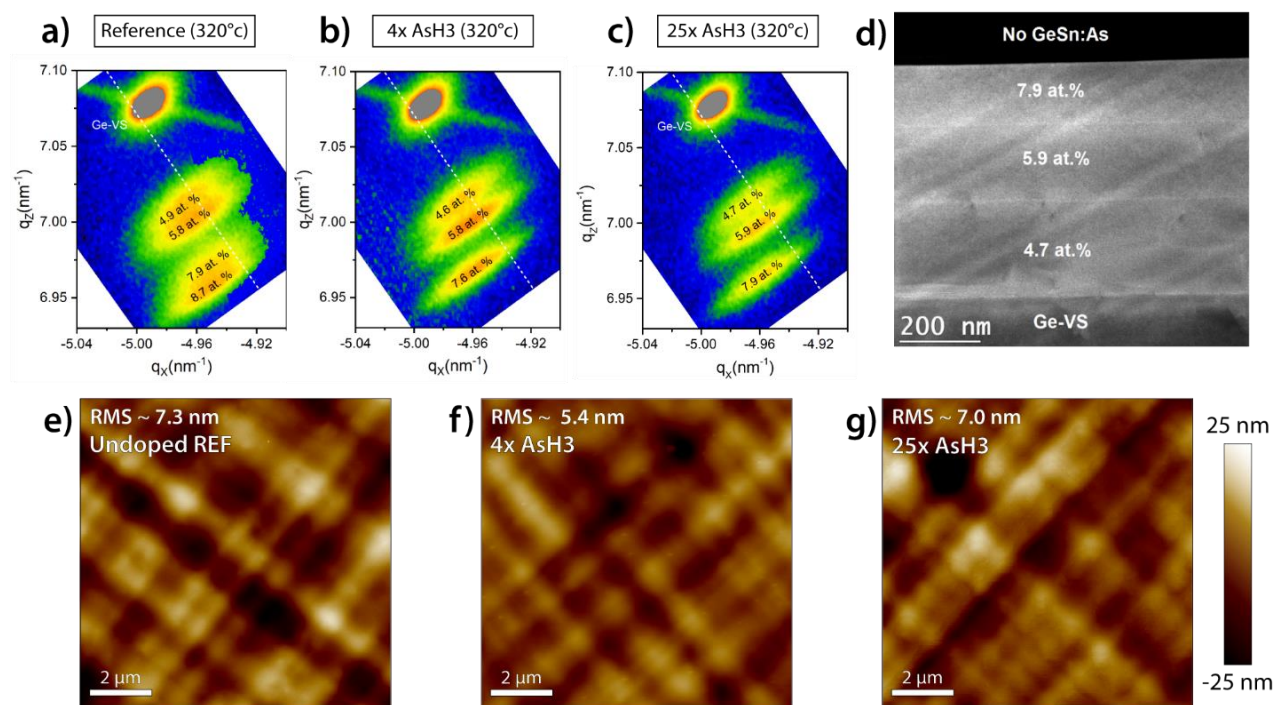 a) Reference (320°c)
7.10
7.05
7.00
6.95
qz(nm⁻¹)
Ge-VS
4.9 at. %
5.8 at. %
7.9 at. %
8.7 at. %
-5.04 -5.00 -4.96 -4.92
qx(nm⁻¹)
b) 4x AsH3 (320°c)
7.10
7.05
7.00
6.95
qz(nm⁻¹)
4.6 at. %
5.8 at. %
7.6 at. %
-5.04 -5.00 -4.96 -4.92
qx(nm⁻¹)
c) 25x AsH3 (320°c)
7.10
7.05
7.00
6.95
qz(nm⁻¹)
Ge-VS
4.7 at. %
5.9 at. %
7.9 at. %
-5.04 -5.00 -4.96 -4.92
qx(nm⁻¹)
d) No GeSn:As
7.9 at.%
5.9 at.%
4.7 at.%
200 nm
Ge-VS
e) RMS ~ 7.3 nm
Undoped REF
2 µm
f) RMS ~ 5.4 nm
4x AsH3
2 µm
g) RMS ~ 7.0 nm
25x AsH3
2 µm
25 nm
-25 nm